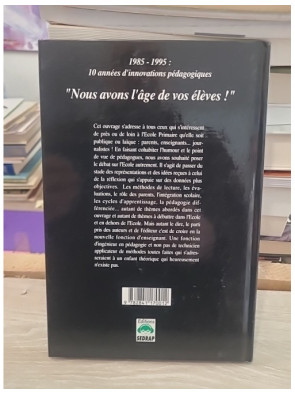 1985 - 1995 :
10 années d'innovations pédagogiques
"Nous avons l'âge de vos élèves !"
Cet ouvrage s'adresse à tous ceux qui s'intéressent
de près ou de loin à l'Ecole Primaire qu'elle soit
publique ou laïque : parents, enseignants... jour-
nalistes ! En faisant cohabiter l'humour et le point
de vue de pédagogues, nous avons souhaité poser
le débat sur l'Ecole autrement. Il s'agit de passer du
stade des représentations et des idées reçues à celui
de la réflexion qui s'appuie sur des données plus
objectives. Les méthodes de lecture, les éva-
luations, le rôle des parents, l'intégration scolaire,
les cycles d'apprentissage, la pédagogie dif-
férenciée... autant de thèmes abordés dans cet
ouvrage et autant de thèmes à débattre dans l'Ecole
et en dehors de l'Ecole. Mais autant le dire, le parti
pris des auteurs et de l'éditeur c'est de croire en la
nouvelle fonction d'enseignant. Une fonction
d'ingénieur en pédagogie et non pas de technicien
applicateur de méthodes toutes faites qui s'adres-
seraient à un enfant théorique qui heureusement
n'existe pas.
Editions
SEDRAP